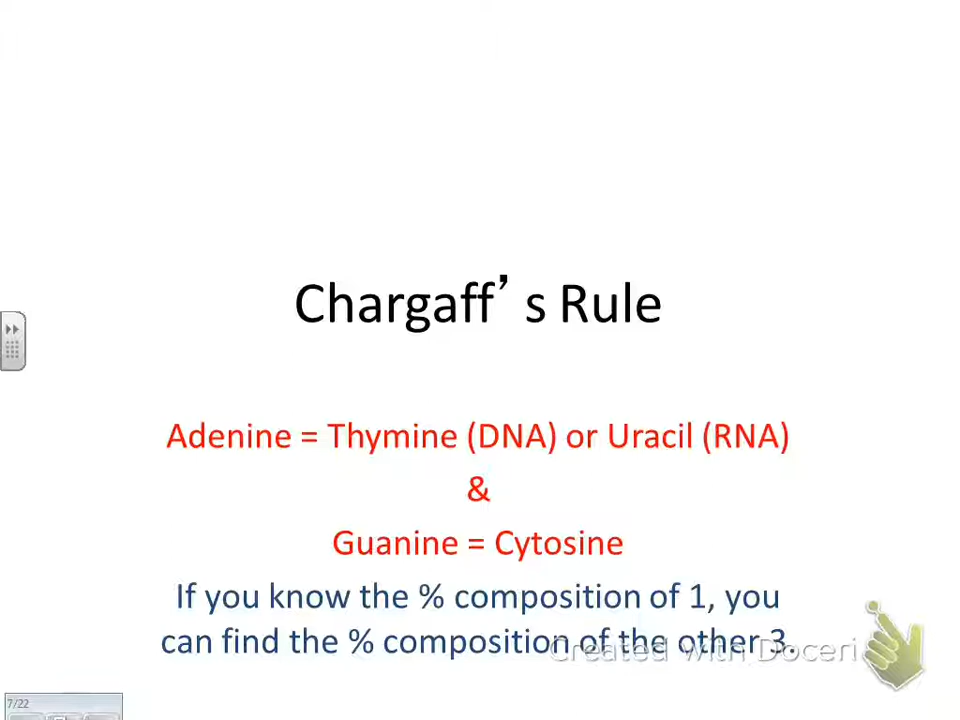 Chargaff’s Rule
Adenine = Thymine (DNA) or Uracil (RNA)
&
Guanine = Cytosine
If you know the % composition of 1, you
can find the % composition of the other 3.
Created with Doceri
7/22